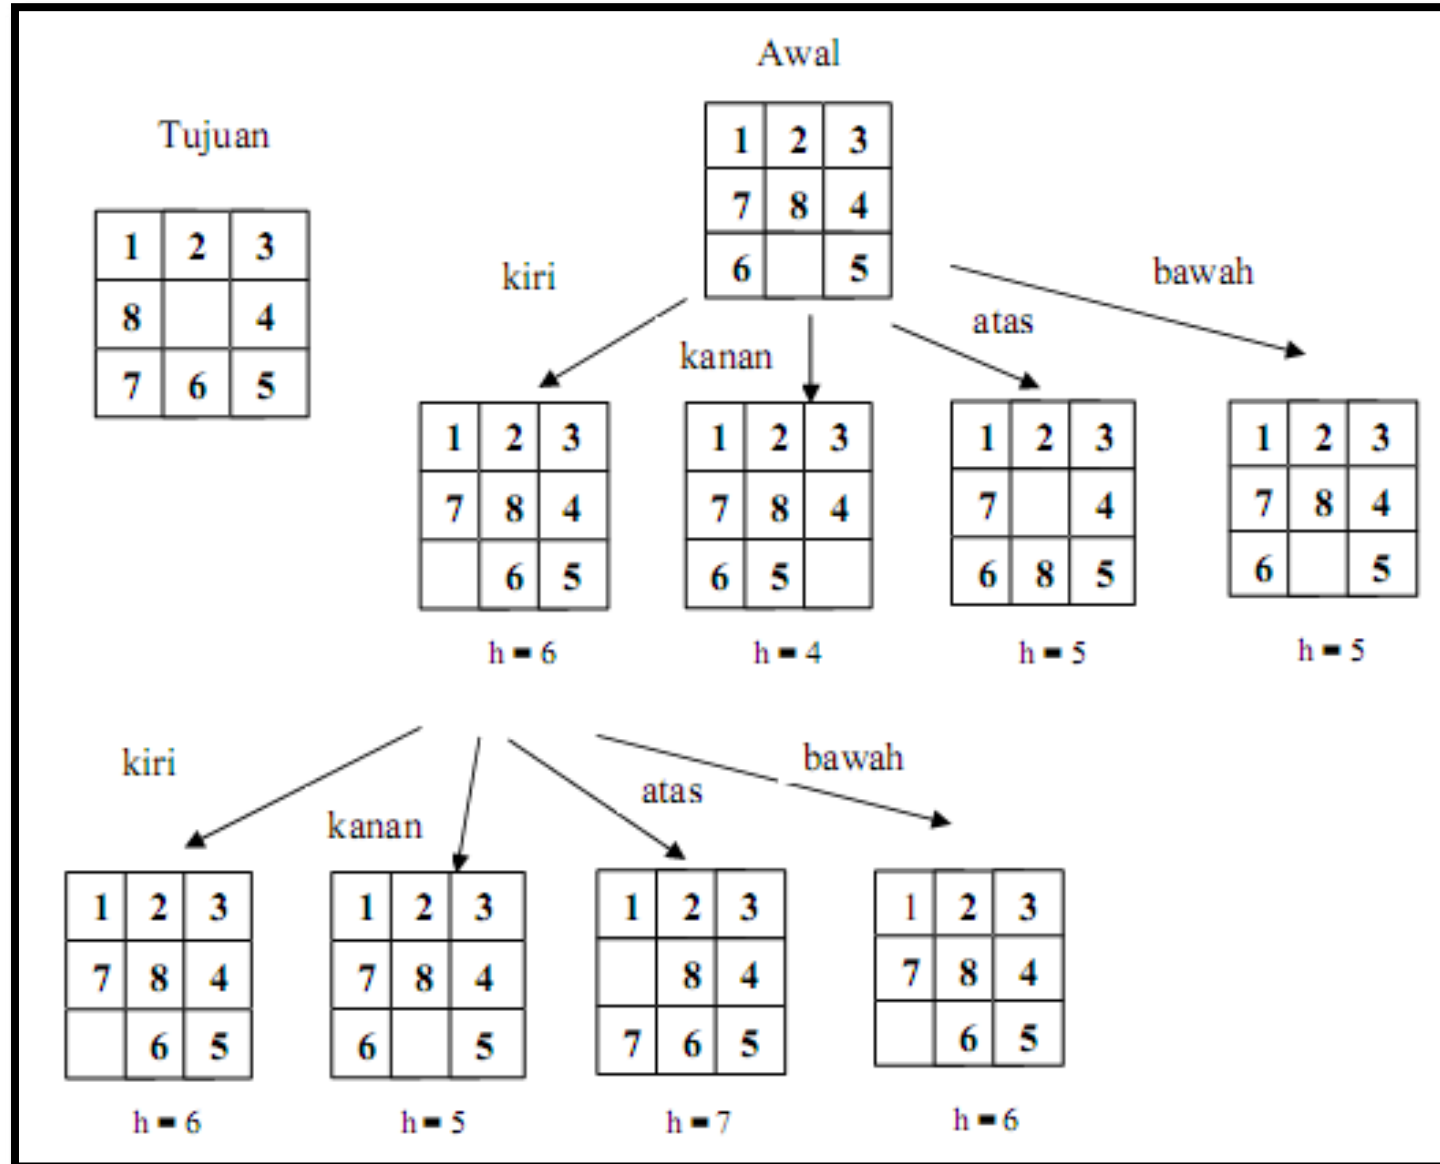 Awal
Tujuan
1 2 3
7 8 4
6 5
1 2 3
8 4
7 6 5
kiri
kanan
atas
bawah
1 2 3
7 8 4
6 5
h = 6
1 2 3
7 8 4
6 5
h = 4
1 2 3
7 4
6 8 5
h = 5
1 2 3
7 8 4
6 5
h = 5
kiri
kanan
atas
bawah
1 2 3
7 8 4
6 5
h = 6
1 2 3
7 8 4
6 5
h = 5
1 2 3
8 4
7 6 5
h = 7
1 2 3
7 8 4
6 5
h = 6